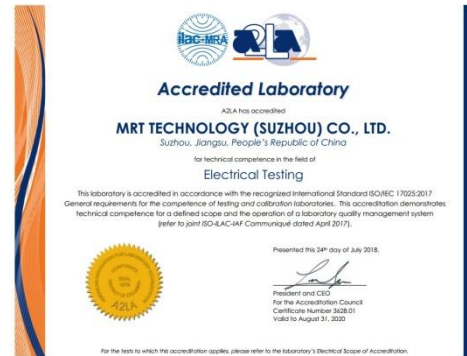 ilac-MRA
A2LA
Accredited Laboratory
A2LA has accredited
MRT TECHNOLOGY (SUZHOU) CO., LTD.
Suzhou, Jiangsu, People's Republic of China
for technical competence in the field of
Electrical Testing
This laboratory is accredited in accordance with the recognized International Standard ISO/IEC 17025:2017
General requirements for the competence of testing and calibration laboratories. This accreditation demonstrates
technical competence for a defined scope and the operation of a laboratory quality management system
(refer to joint ISO-ILAC-IAF Communiqué dated April 2017).
Presented this 24th day of July 2018.
President and CEO
For the Accreditation Council
Certificate Number 3628.01
Valid to August 31, 2020
SEAL
1978
A2LA
For the tests to which this accreditation applies, please refer to the laboratory's Electrical Scope of Accreditation.